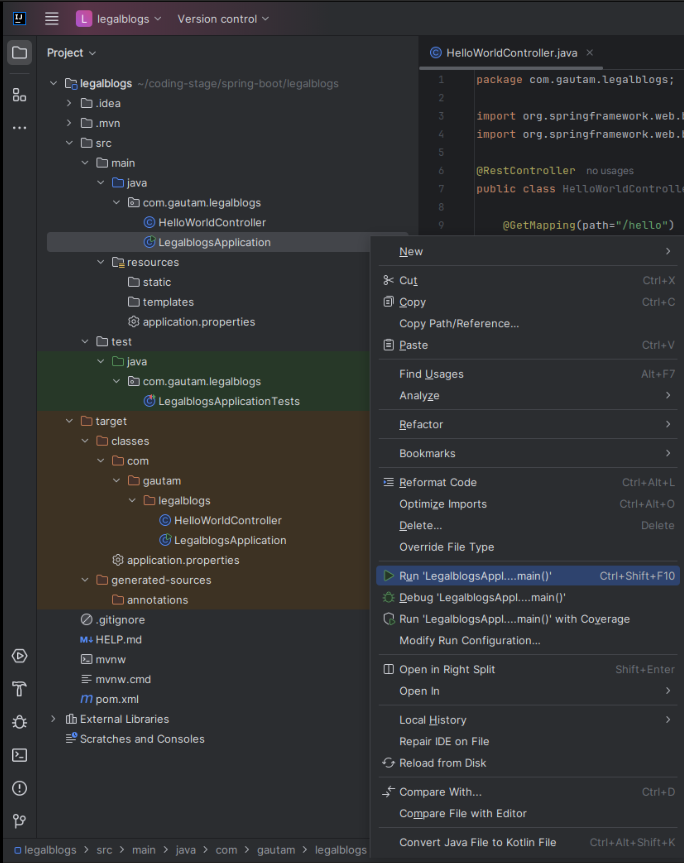 L legalblogs Version control
Project
legalblogs ~/coding-stage/spring-boot/legalblogs
.idea
.mvn
src
main
java
com.gautam.legalblogs
HelloWorldController
LegalblogsApplication
resources
static
templates
application.properties
test
java
com.gautam.legalblogs
LegalblogsApplicationTests
target
classes
com
gautam
legalblogs
HelloWorldController
LegalblogsApplication
application.properties
generated-sources
annotations
.gitignore
HELP.md
mvnw
mvnw.cmd
pom.xml
External Libraries
Scratches and Consoles
HelloWorldController.java
1 package com.gautam.legalblogs;
2
3 import org.springframework.web.
4 import org.springframework.web.
5
6 @RestController no usages
7 public class HelloWorldControlle
8
9 @GetMapping(path="/hello")
New
Cut Ctrl+X
Copy Ctrl+C
Copy Path/Reference...
Paste Ctrl+V
Find Usages Alt+F7
Analyze
Refactor
Bookmarks
Reformat Code Ctrl+Alt+L
Optimize Imports Ctrl+Alt+O
Delete... Delete
Override File Type
Run 'LegalblogsAppl....main()' Ctrl+Shift+F10
Debug 'LegalblogsAppl....main()'
Run 'LegalblogsAppl....main()' with Coverage
Modify Run Configuration...
Open in Right Split Shift+Enter
Open In
Local History
Repair IDE on File
Reload from Disk
Compare With... Ctrl+D
Compare File with Editor
Convert Java File to Kotlin File Ctrl+Alt+Shift+K
legalblogs > src > main > java > com > gautam > legalblogs